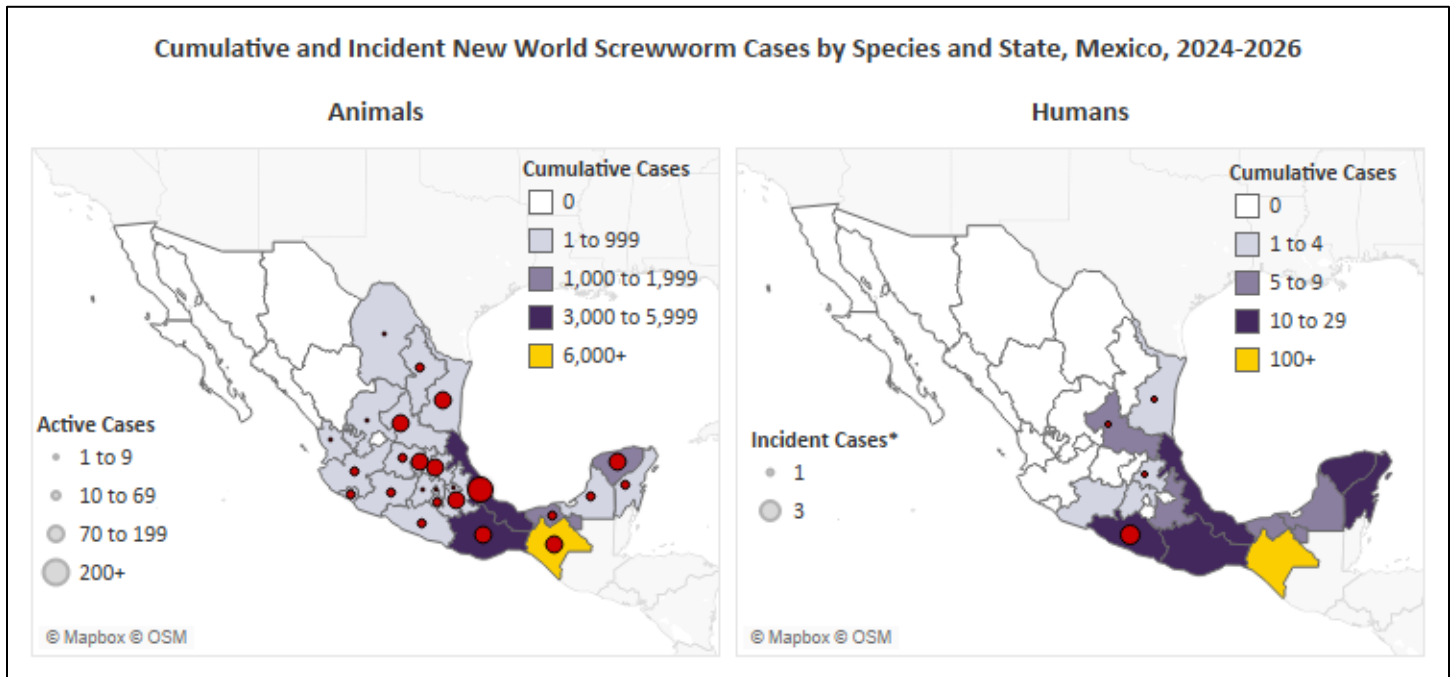 Cumulative and Incident New World Screwworm Cases by Species and State, Mexico, 2024-2026
Animals
Cumulative Cases
0
1 to 999
1,000 to 1,999
3,000 to 5,999
6,000+
Active Cases
1 to 9
10 to 69
70 to 199
200+
© Mapbox © OSM
Humans
Cumulative Cases
0
1 to 4
5 to 9
10 to 29
100+
Incident Cases*
1
3
© Mapbox © OSM